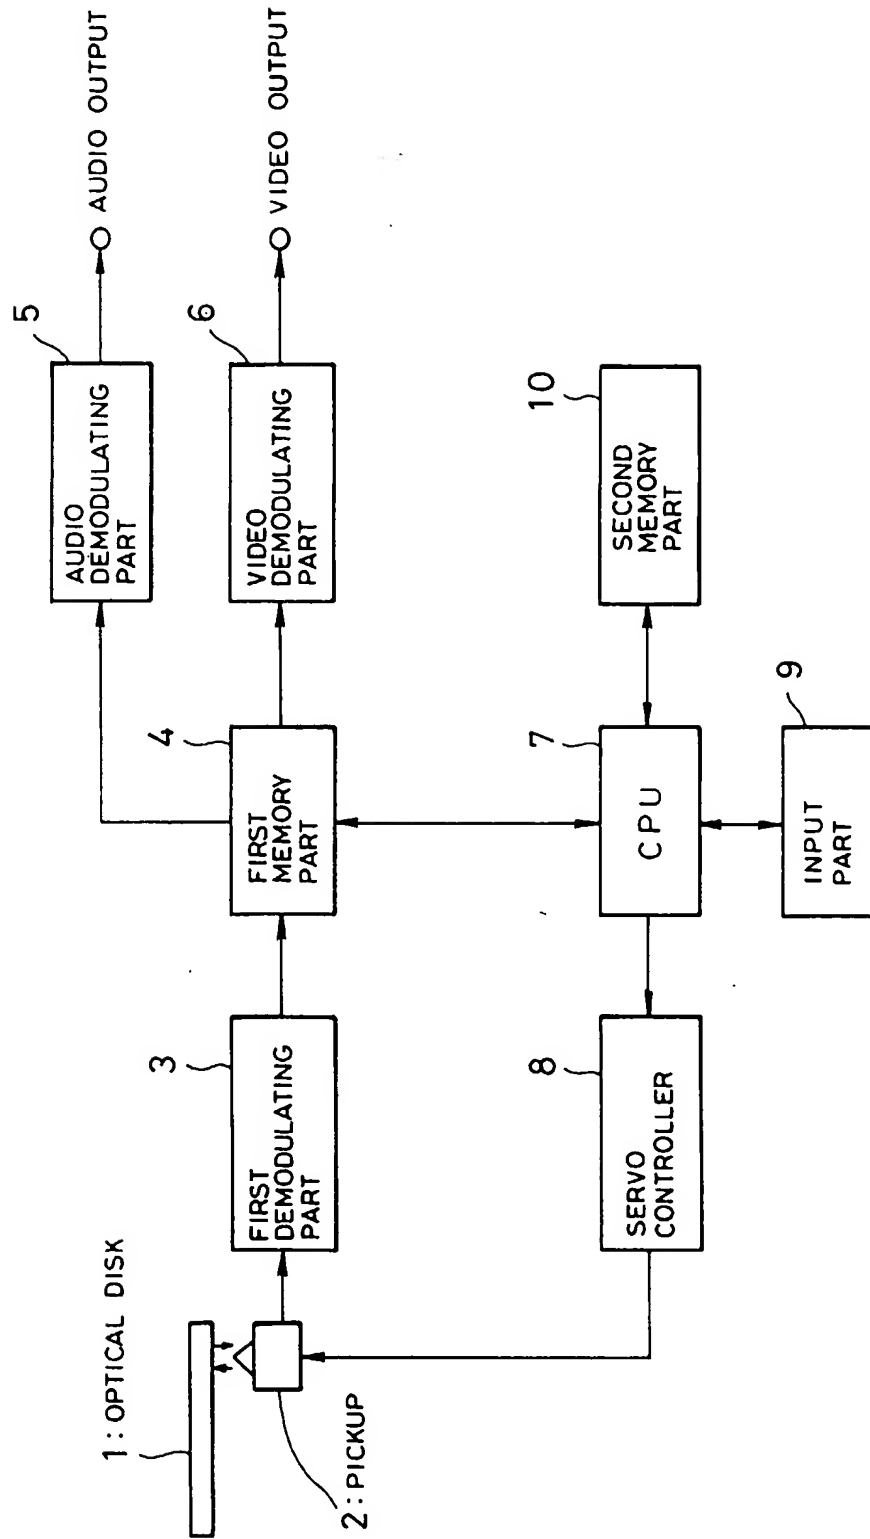 1: OPTICAL DISK
2: PICKUP
3
FIRST
DEMODULATING
PART
4
FIRST
MEMORY
PART
5
AUDIO
DEMODULATING
PART
AUDIO OUTPUT
6
VIDEO
DEMODULATING
PART
VIDEO OUTPUT
8
SERVO
CONTROLLER
7
CPU
10
SECOND
MEMORY
PART
9
INPUT
PART